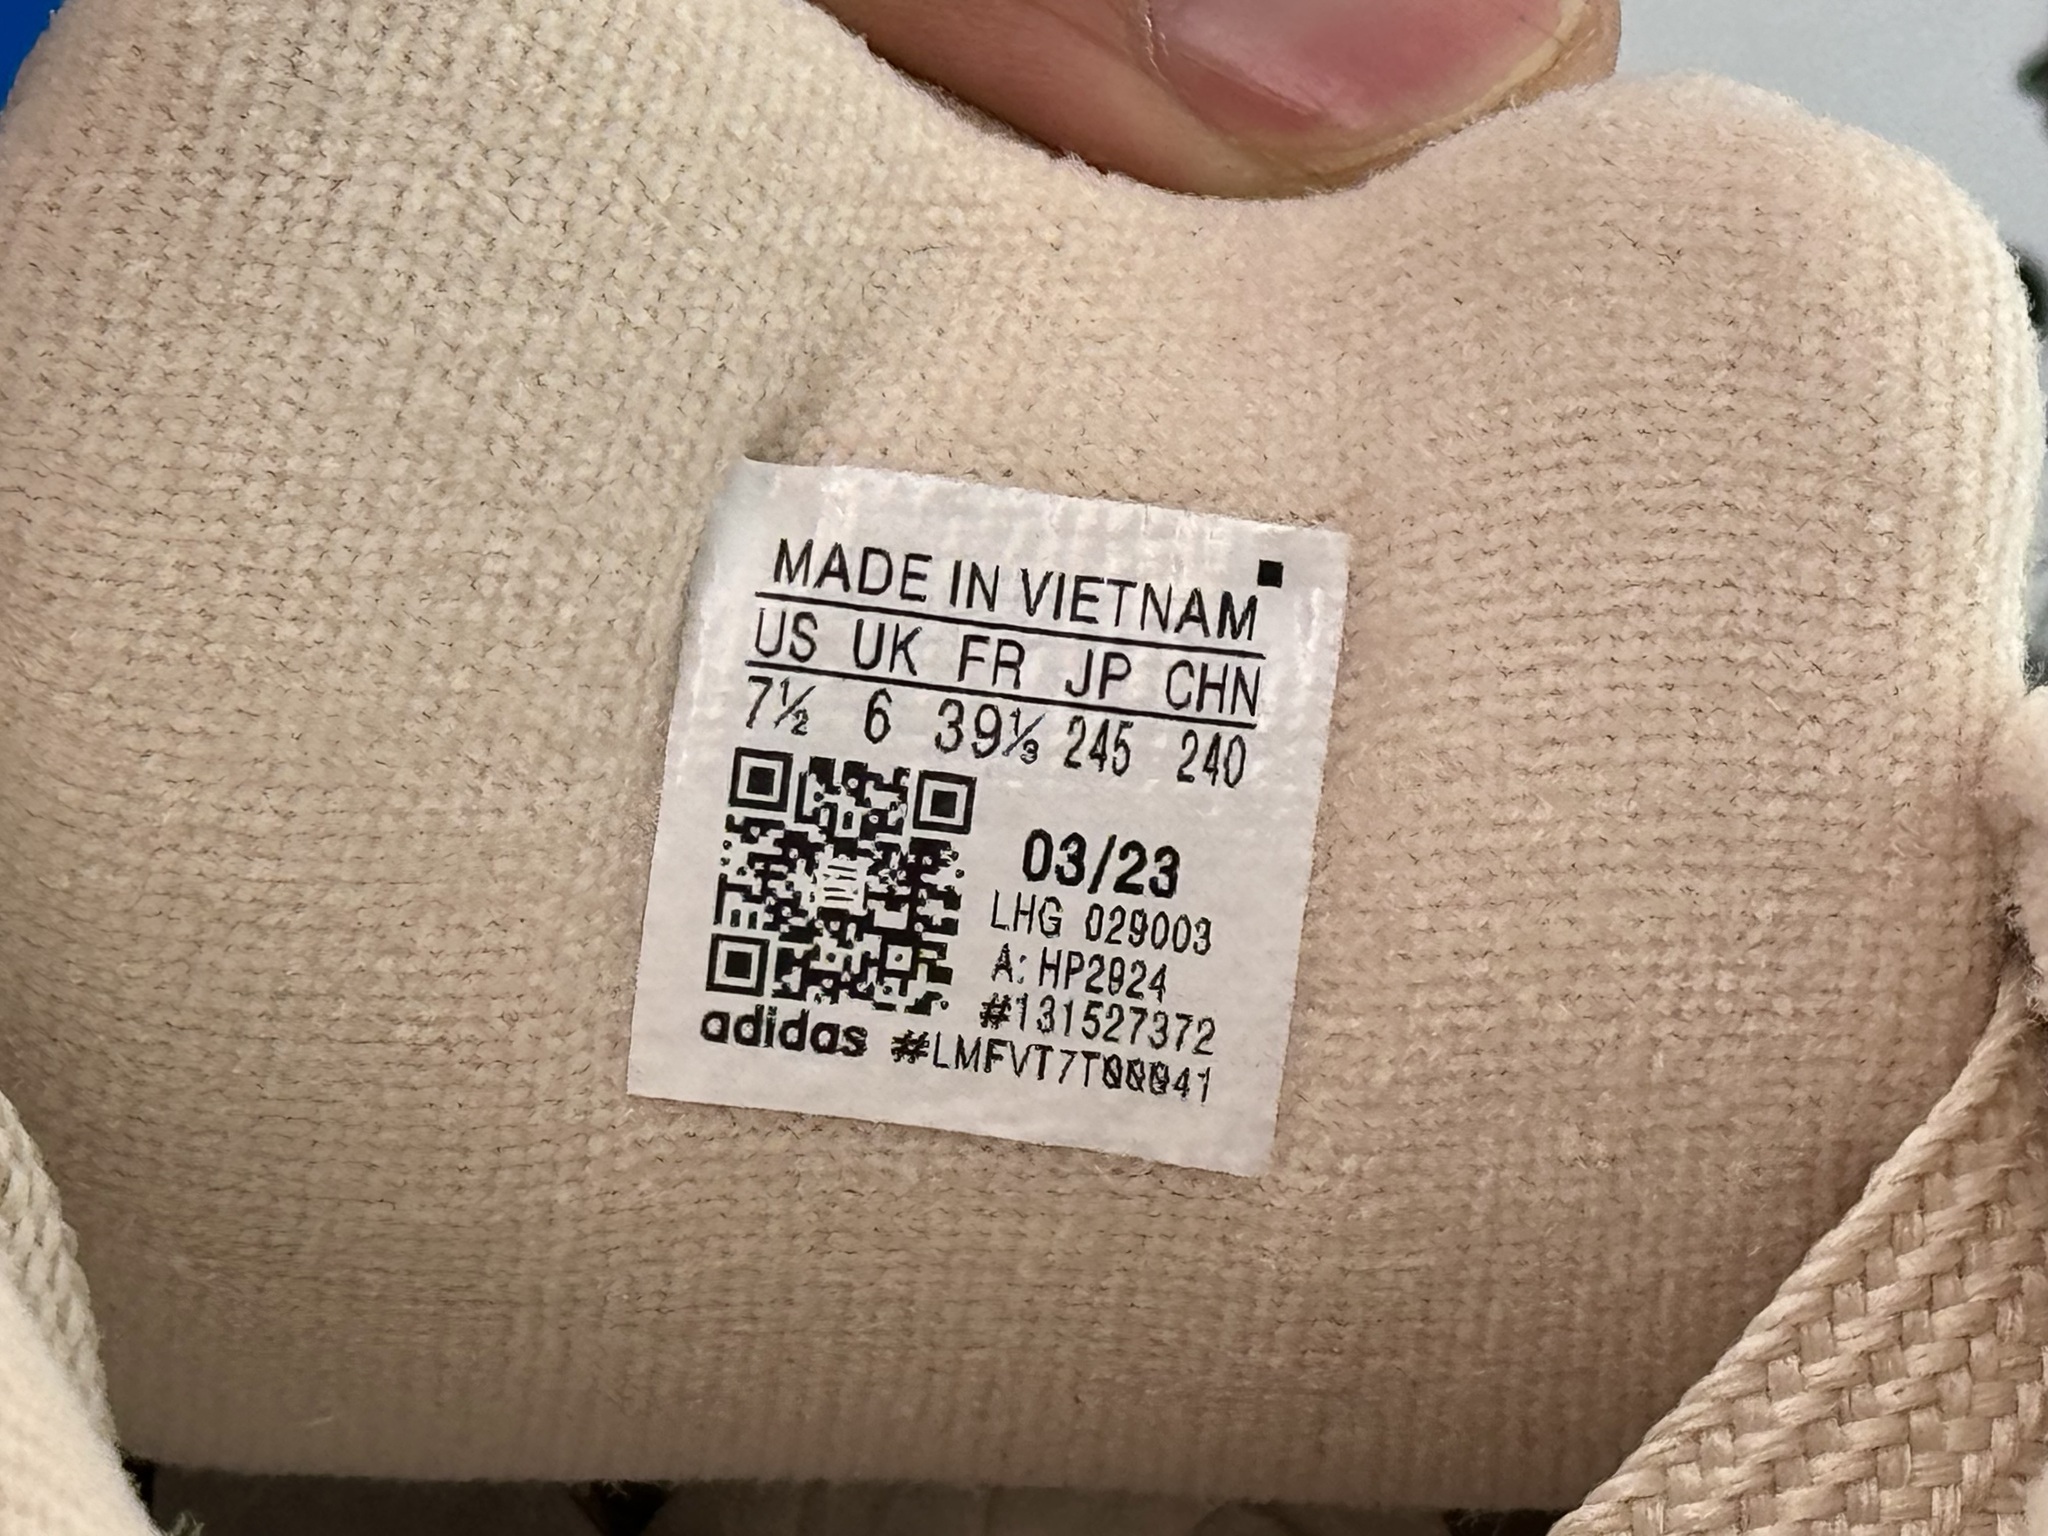 MADE IN VIETNAM
US UK FR JP CHN
7½ 6 39⅓ 245 240
03/23
LHG 029003
A: HP2924
#131527372
adidas